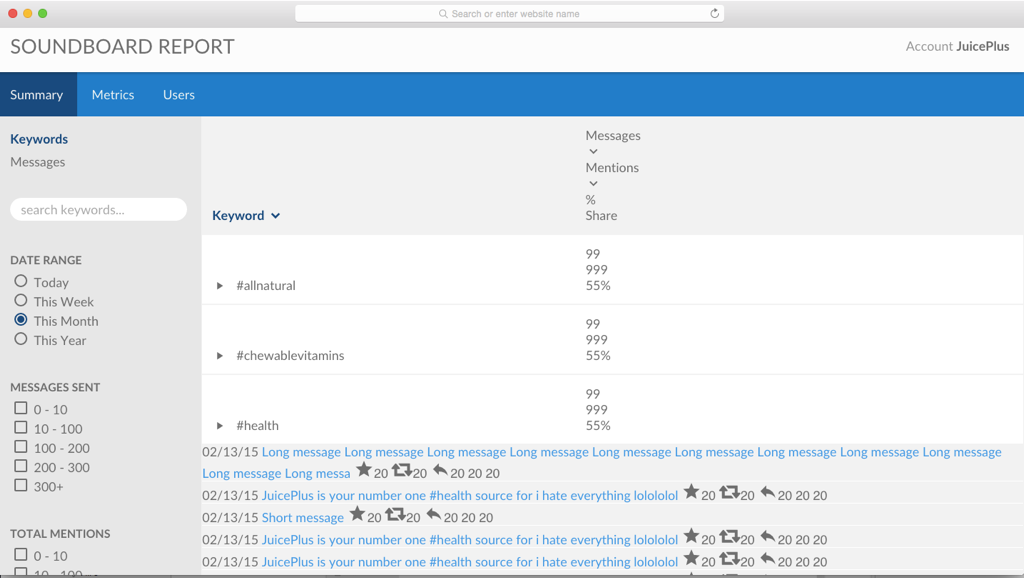 Search or enter website name
SOUNDBOARD REPORT
Account JuicePlus
Summary Metrics Users
Keywords
Messages
search keywords...
DATE RANGE
Today
This Week
This Month
This Year
MESSAGES SENT
0 - 10
10 - 100
100 - 200
200 - 300
300+
TOTAL MENTIONS
0 - 10
Messages
Mentions
%
Share
Keyword
99
999
#allnatural 55%
99
999
#chewablevitamins 55%
99
999
#health 55%
02/13/15 Long message Long message Long message Long message Long message Long message Long message Long message Long message
Long message Long messa 20 20 20 20 20
02/13/15 JuicePlus is your number one #health source for i hate everything lolololol 20 20 20 20 20
02/13/15 Short message 20 20 20 20 20
02/13/15 JuicePlus is your number one #health source for i hate everything lolololol 20 20 20 20 20
02/13/15 JuicePlus is your number one #health source for i hate everything lolololol 20 20 20 20 20